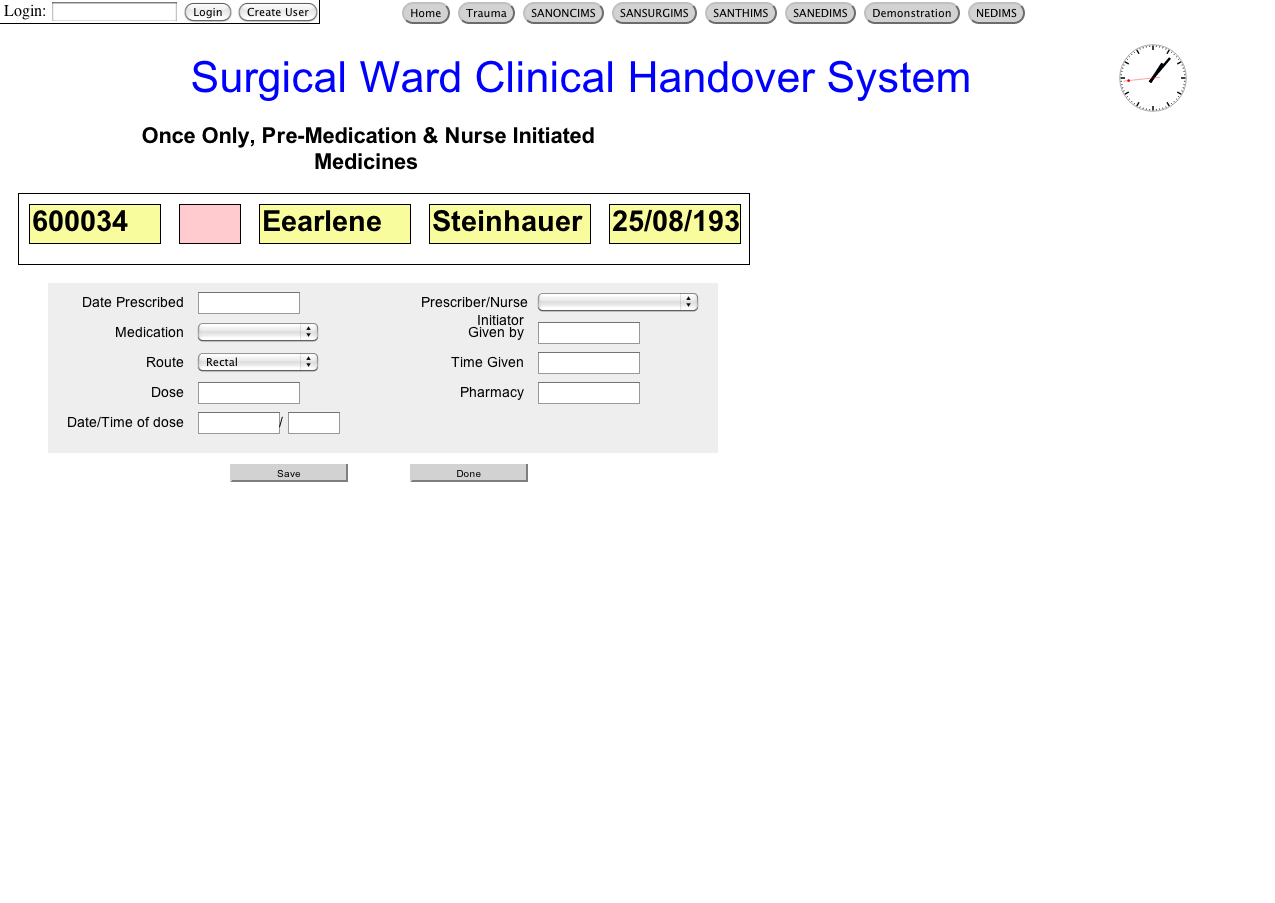 Login: Login Create User Home Trauma SANONCIMS SANSURGIMS SANTHIMS SANEDIMS Demonstration NEDIMS
Surgical Ward Clinical Handover System
Once Only, Pre-Medication & Nurse Initiated
Medicines
600034 Eearlene Steinhauer 25/08/193
Date Prescribed Prescriber/Nurse
Initiator
Medication Given by
Route Rectal Time Given
Dose Pharmacy
Date/Time of dose /
Save Done